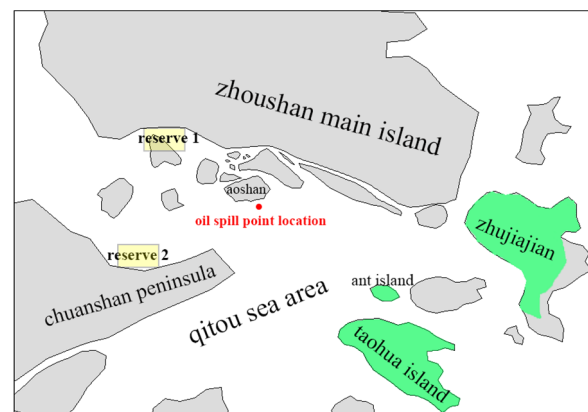 zhoushan main island
reserve 1
aoshan
oil spill point location
zhujiajian
reserve 2
chuanshan peninsula
ant island
qitou sea area
taohua island